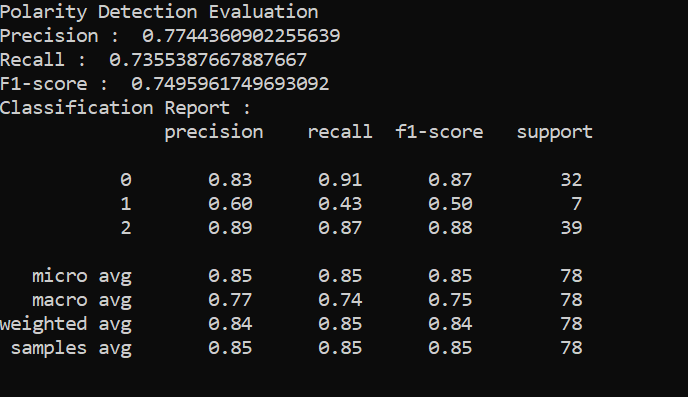 Polarity Detection Evaluation
Precision :  0.7744360902255639
Recall :  0.7355387667887667
F1-score :  0.7495961749693092
Classification Report :
              precision    recall  f1-score   support

           0       0.83      0.91      0.87        32
           1       0.60      0.43      0.50         7
           2       0.89      0.87      0.88        39

   micro avg       0.85      0.85      0.85        78
   macro avg       0.77      0.74      0.75        78
weighted avg       0.84      0.85      0.84        78
 samples avg       0.85      0.85      0.85        78